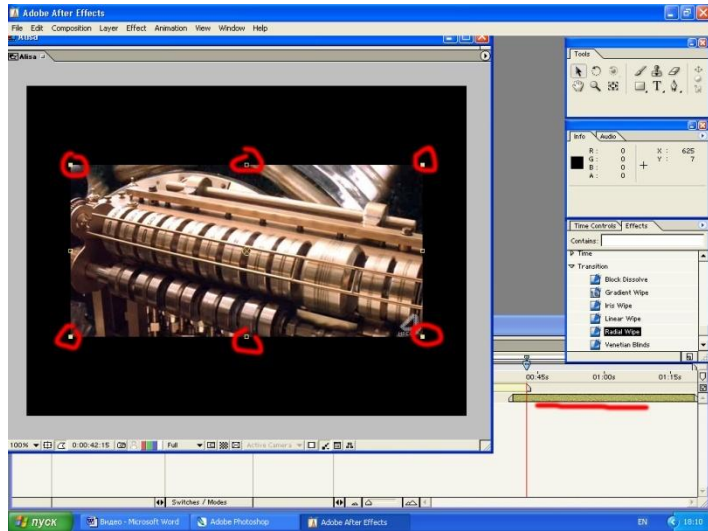 Adobe After Effects
File Edit Composition Layer Effect Animation View Window Help
Alisa
Alisa
Tools
T
Info Audio
R : 0 X : 625
G : 0 Y : 7
B : 0
A : 0
Time Controls Effects
Contains:
Time
Transition
Block Dissolve
Gradient Wipe
Iris Wipe
Linear Wipe
Radial Wipe
Venetian Blinds
00:45s 01:00s 01:15s
100% 0:00:42:15 Full Active Camera
Switches / Modes
пуск Видео - Microsoft Word Adobe Photoshop Adobe After Effects EN 18:10